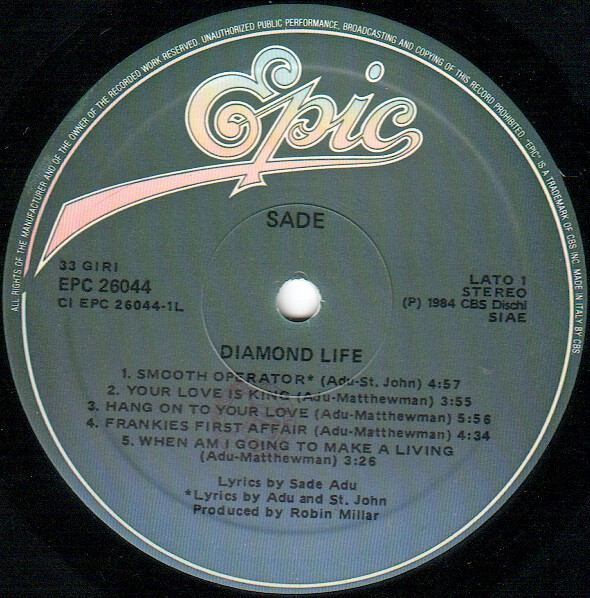 ALL RIGHTS OF THE MANUFACTURER AND OF THE OWNER OF THE RECORDED WORK RESERVED. UNAUTHORIZED PUBLIC PERFORMANCE, BROADCASTING AND COPYING OF THIS RECORD PROHIBITED. "EPIC" IS A TRADEMARK OF CBS INC. MADE IN ITALY BY CBS
Epic
SADE
33 GIRI
EPC 26044
CI EPC 26044-1L
LATO 1
STEREO
(P) 1984 CBS Dischi
SIAE
DIAMOND LIFE
1. SMOOTH OPERATOR* (Adu-St. John) 4:57
2. YOUR LOVE IS KING (Adu-Matthewman) 3:55
3. HANG ON TO YOUR LOVE (Adu-Matthewman) 5:56
4. FRANKIES FIRST AFFAIR (Adu-Matthewman) 4:34
5. WHEN AM I GOING TO MAKE A LIVING
(Adu-Matthewman) 3:26
Lyrics by Sade Adu
*Lyrics by Adu and St. John
Produced by Robin Millar